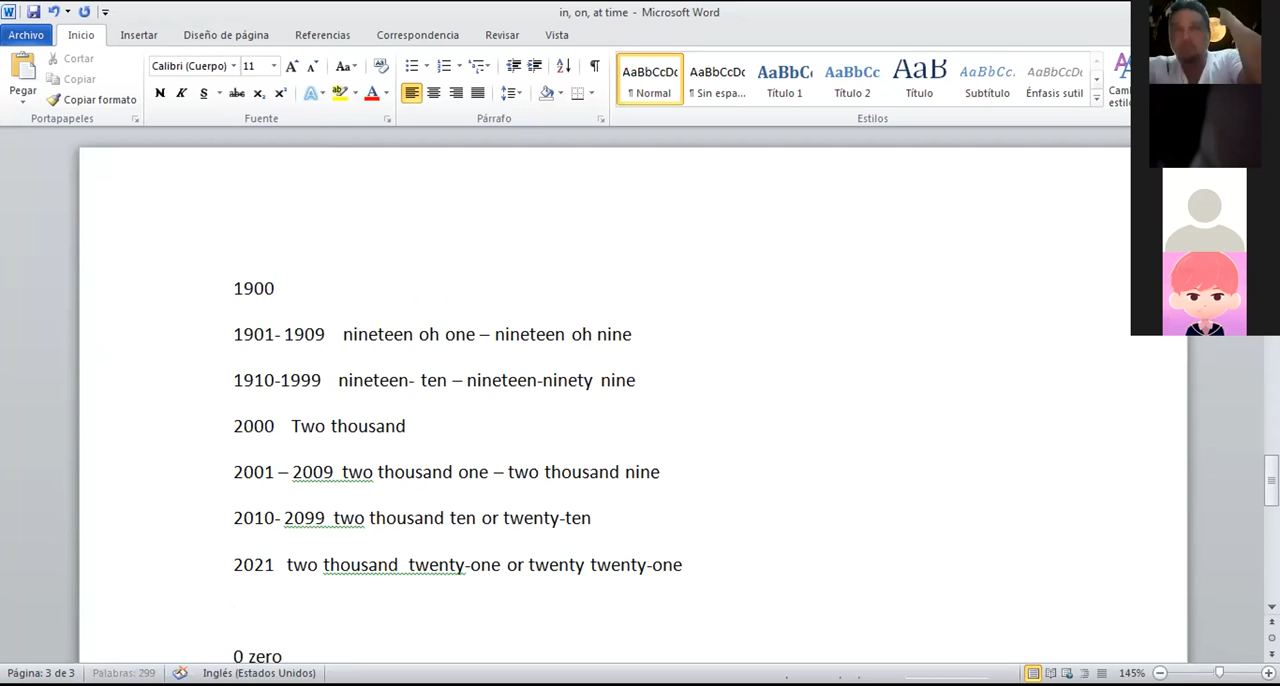 in, on, at time - Microsoft Word
Archivo Inicio Insertar Diseño de página Referencias Correspondencia Revisar Vista
Cortar
Copiar
Copiar formato
Pegar
Portapapeles
Calibri (Cuerpo) 11
N K S abc x₂ x² A ab A
Fuente
Párrafo
AaBbCcDc AaBbCcDc AaBbC AaBbCc AaB AaBbCc. AaBbCcDc
¶ Normal ¶ Sin espa... Título 1 Título 2 Título Subtítulo Énfasis sutil
Estilos
1900
1901- 1909 nineteen oh one – nineteen oh nine
1910-1999 nineteen- ten – nineteen-ninety nine
2000 Two thousand
2001 – 2009 two thousand one – two thousand nine
2010- 2099 two thousand ten or twenty-ten
2021 two thousand twenty-one or twenty twenty-one
0 zero
Página: 3 de 3 Palabras: 299 Inglés (Estados Unidos) 145%